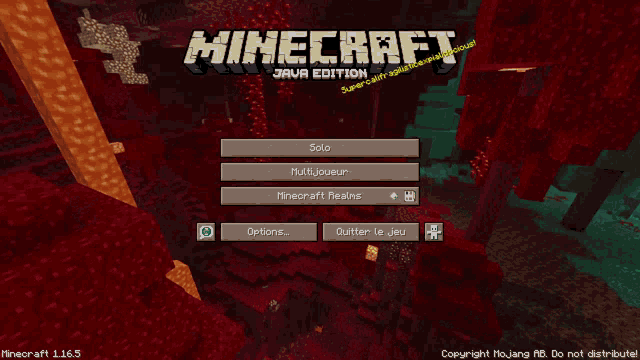 MINECRAFT
JAVA EDITION
Supercalifragilisticexpialidocious!
Solo
Multijoueur
Minecraft Realms
Options...
Quitter le jeu
Minecraft 1.16.5
Copyright Mojang AB. Do not distribute!